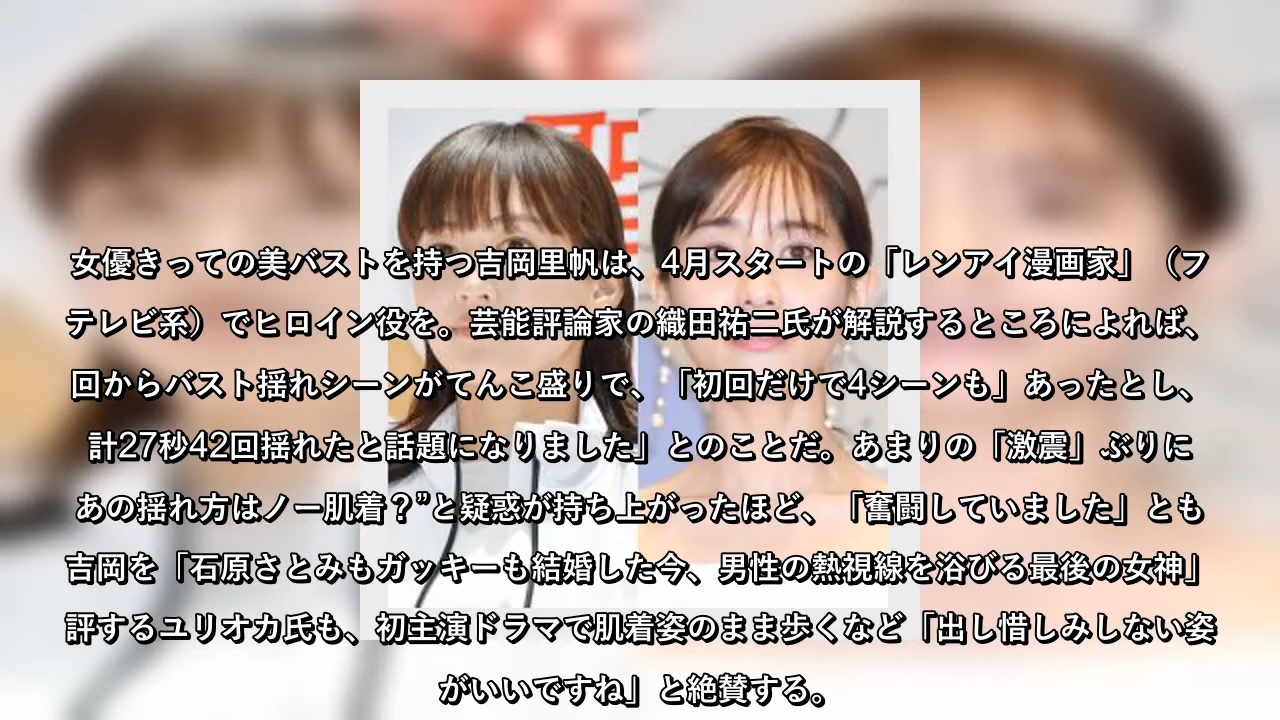 女優きっての美バストを持つ吉岡里帆は、4月スタートの「レンアイ漫画家」（フ
テレビ系）でヒロイン役を。芸能評論家の織田祐二氏が解説するところによれば、
回からバスト揺れシーンがてんこ盛りで、「初回だけで4シーンも」あったとし、
計27秒42回揺れたと話題になりました」とのことだ。あまりの「激震」ぶりに
あの揺れ方はノー肌着？”と疑惑が持ち上がったほど、「奮闘していました」とも
吉岡を「石原さとみもガッキーも結婚した今、男性の熱視線を浴びる最後の女神」
評するユリオカ氏も、初主演ドラマで肌着姿のまま歩くなど「出し惜しみしない姿
がいいですね」と絶賛する。